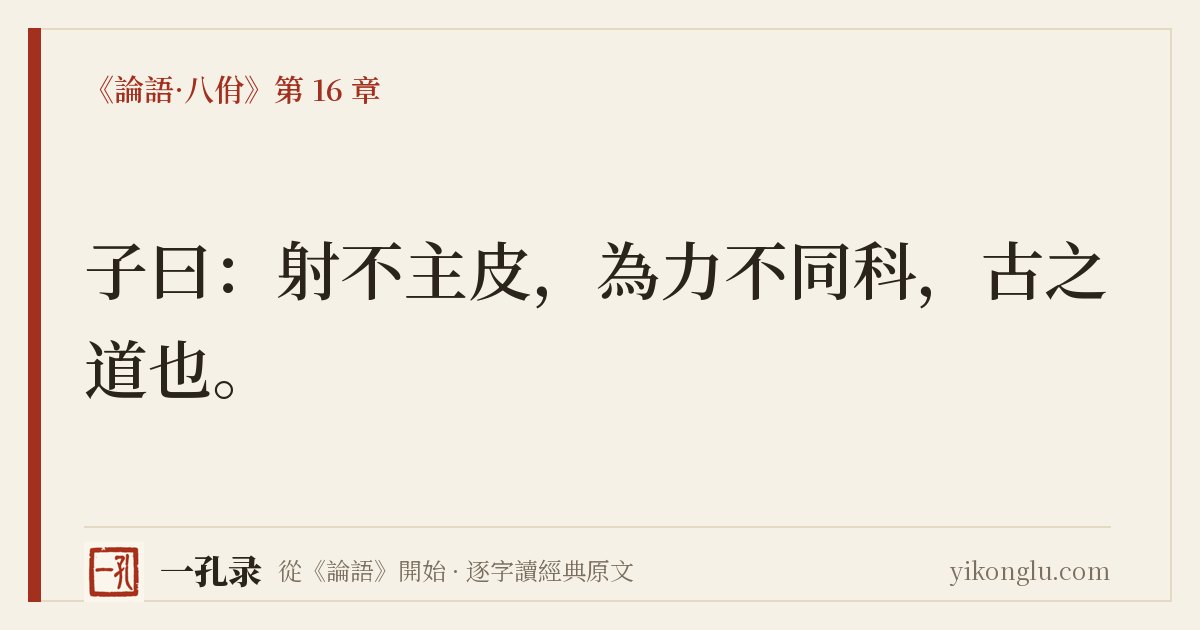 《論語·八佾》第 16 章
子曰：射不主皮，為力不同科，古之
道也。
一孔
一孔录 從《論語》開始 · 逐字讀經典原文 yikonglu.com